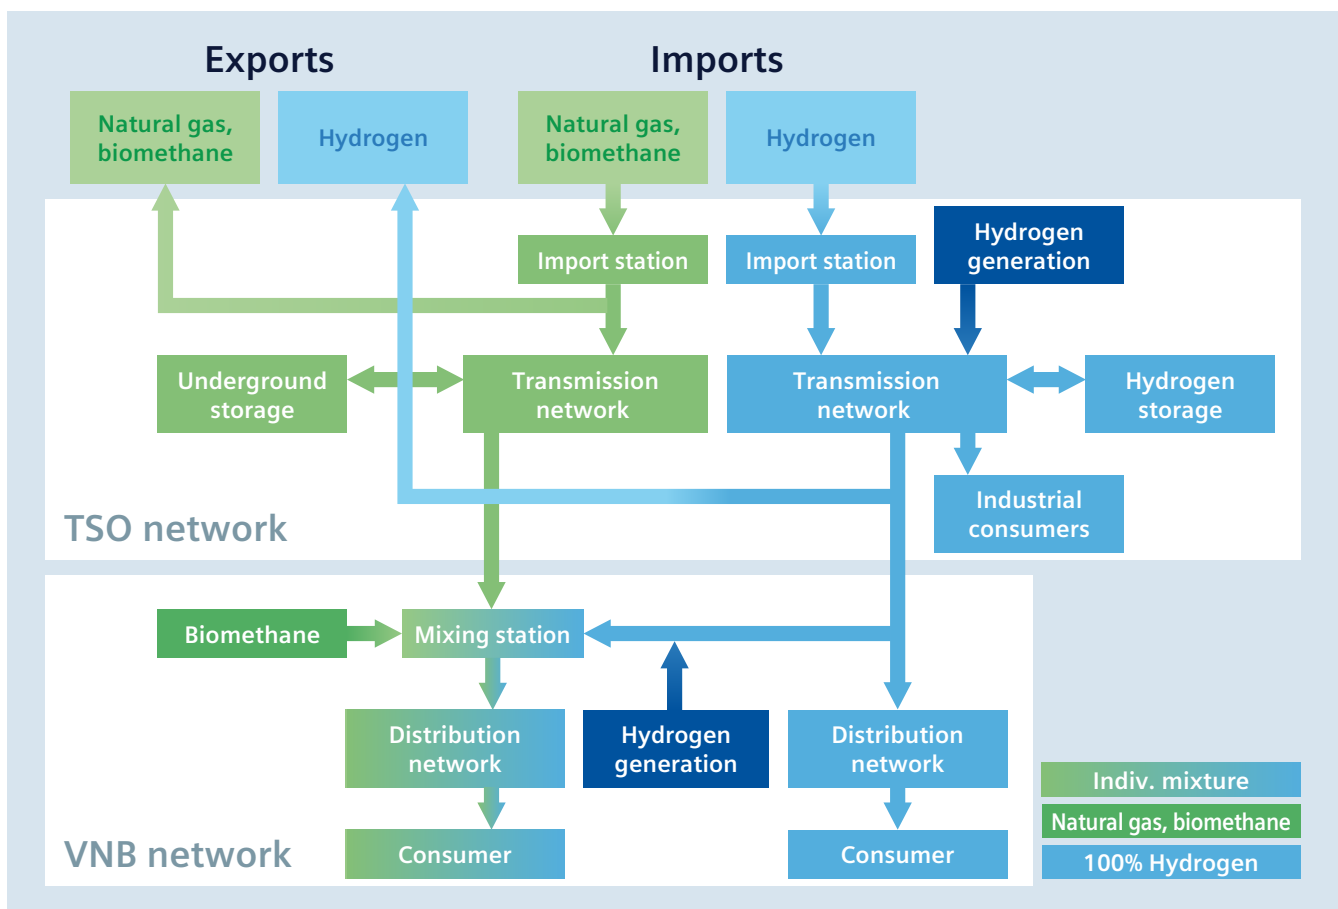 Exports
Imports
Natural gas,
biomethane
Hydrogen
Natural gas,
biomethane
Hydrogen
Import station
Import station
Hydrogen
generation
Underground
storage
Transmission
network
Transmission
network
Hydrogen
storage
Industrial
consumers
TSO network
Biomethane
Mixing station
Distribution
network
Hydrogen
generation
Distribution
network
Consumer
Consumer
VNB network
Indiv. mixture
Natural gas, biomethane
100% Hydrogen